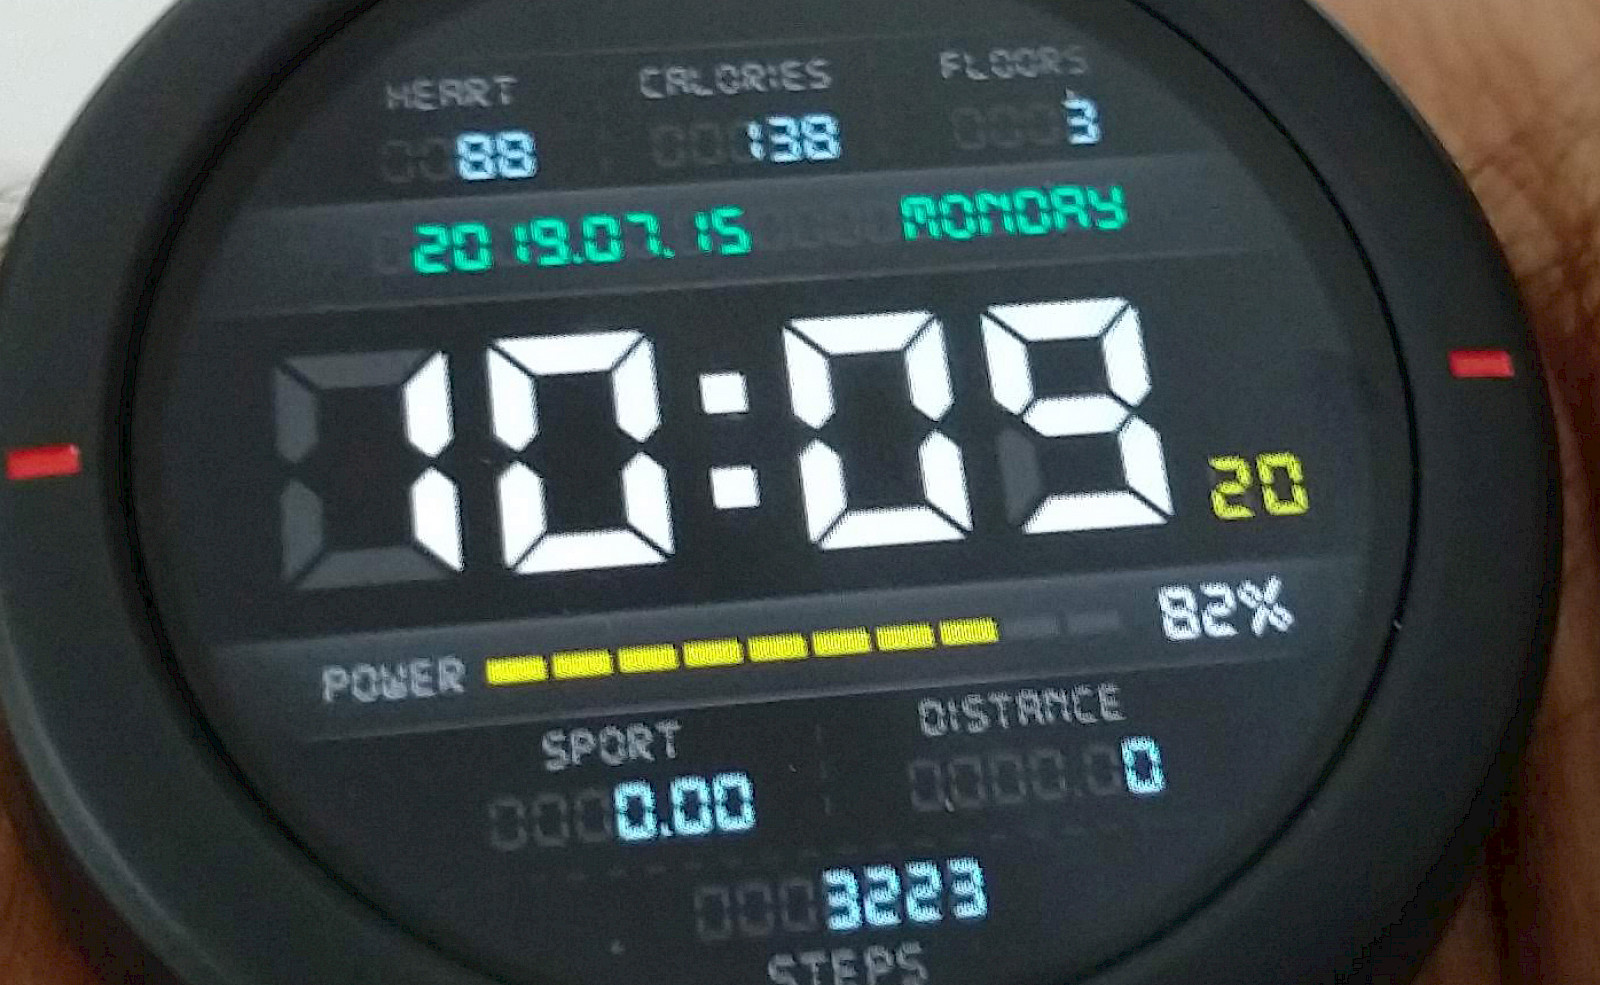 HEART CALORIES FLOORS
88 138 3
2019.07.15 MONDAY
10:09 20
POWER 82%
SPORT DISTANCE
0.00 0
3223
STEPS